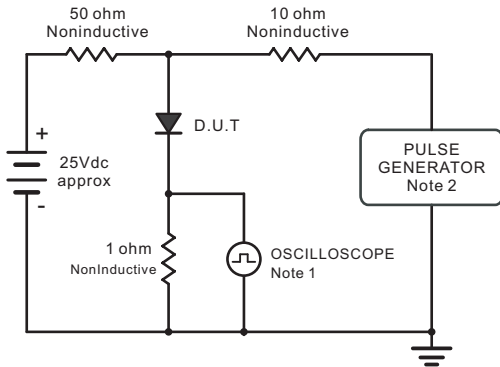 50 ohm
Noninductive
10 ohm
Noninductive
D.U.T
+
25Vdc
approx
-
PULSE
GENERATOR
Note 2
1 ohm
NonInductive
OSCILLOSCOPE
Note 1